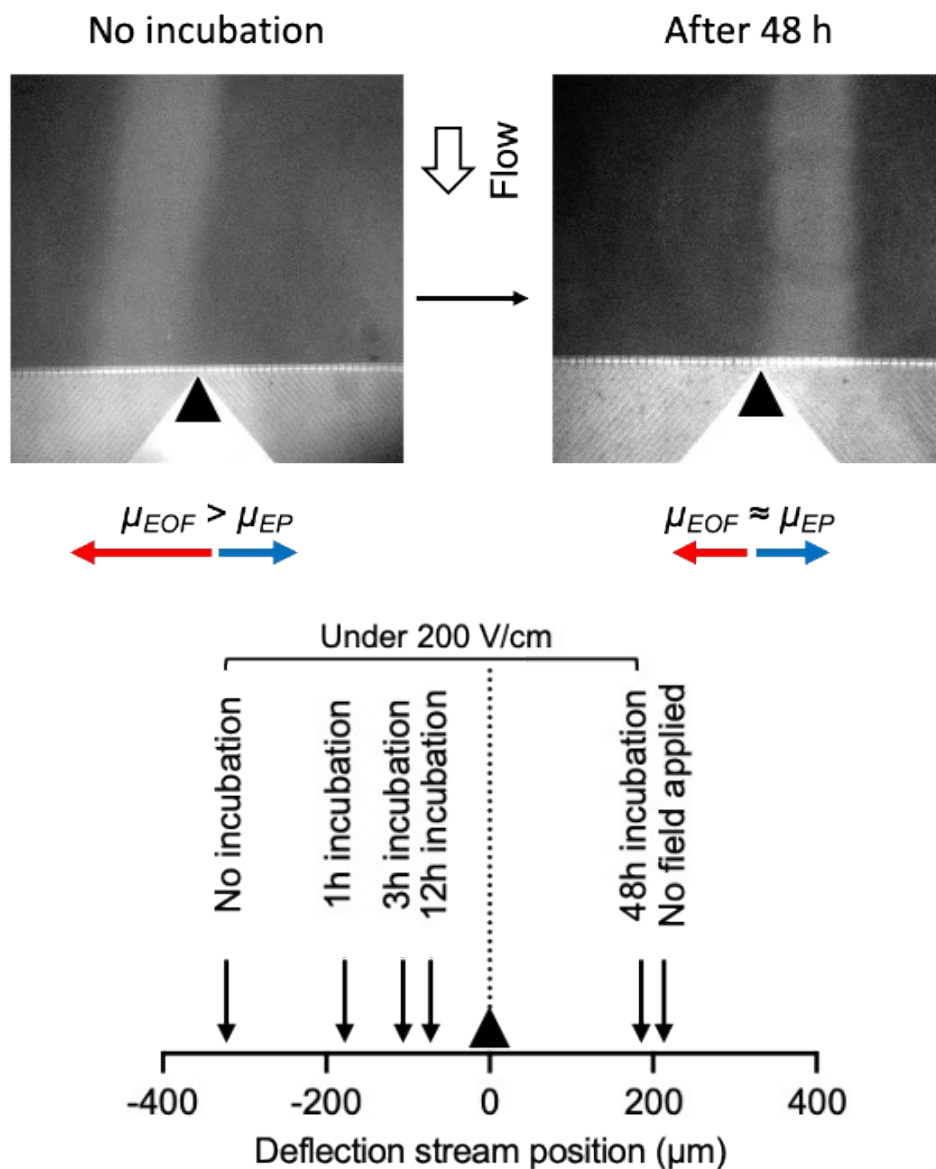 No incubation
After 48 h
Flow
μEOF > μEP
μEOF ≈ μEP
Under 200 V/cm
No incubation
1h incubation
3h incubation
12h incubation
48h incubation
No field applied
-400
-200
0
200
400
Deflection stream position (μm)